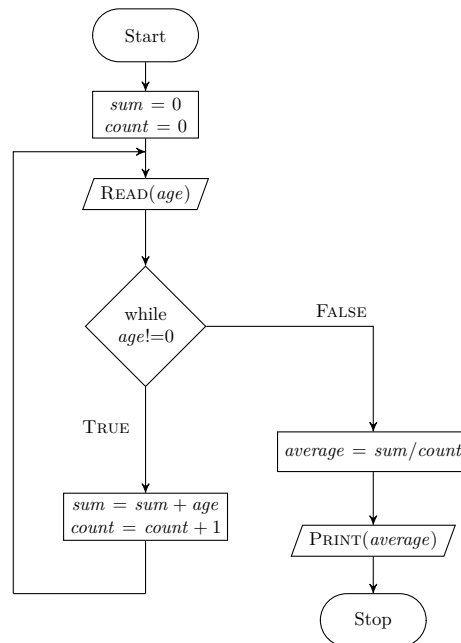 Start
sum = 0
count = 0
READ(age)
while
age!=0
FALSE
TRUE
average = sum/count
sum = sum + age
count = count + 1
PRINT(average)
Stop